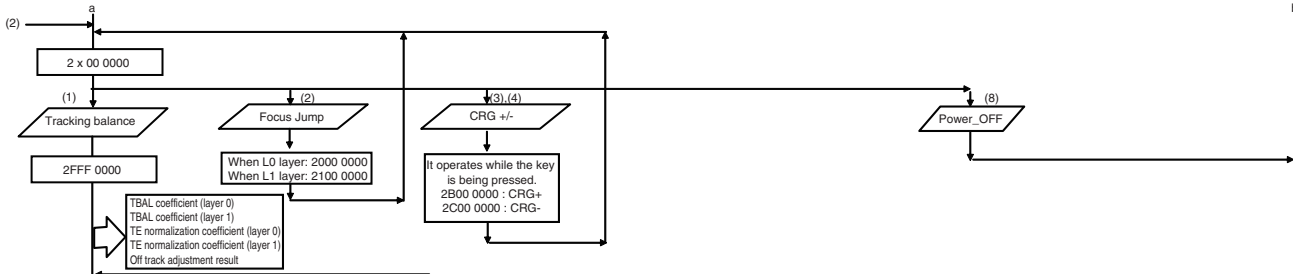 a
(2)
2 x 00 0000
(1)
Tracking balance
(2)
Focus Jump
(3),(4)
CRG +/-
(8)
Power_OFF
2FFF 0000
When L0 layer: 2000 0000
When L1 layer: 2100 0000
It operates while the key
is being pressed.
2B00 0000 : CRG+
2C00 0000 : CRG-
TBAL coefficient (layer 0)
TBAL coefficient (layer 1)
TE normalization coefficient (layer 0)
TE normalization coefficient (layer 1)
Off track adjustment result